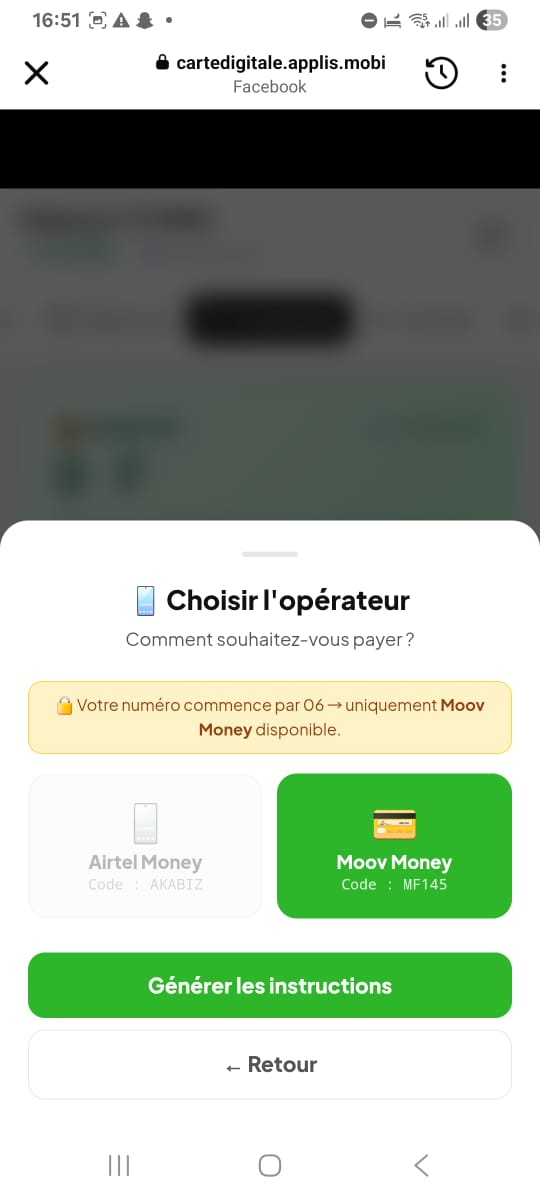 16:51
35
cartedigitale.applis.mobi
Facebook
Choisir l'opérateur
Comment souhaitez-vous payer ?
Votre numéro commence par 06 → uniquement Moov
Money disponible.
Airtel Money
Code : AKABIZ
Moov Money
Code : MF145
Générer les instructions
← Retour